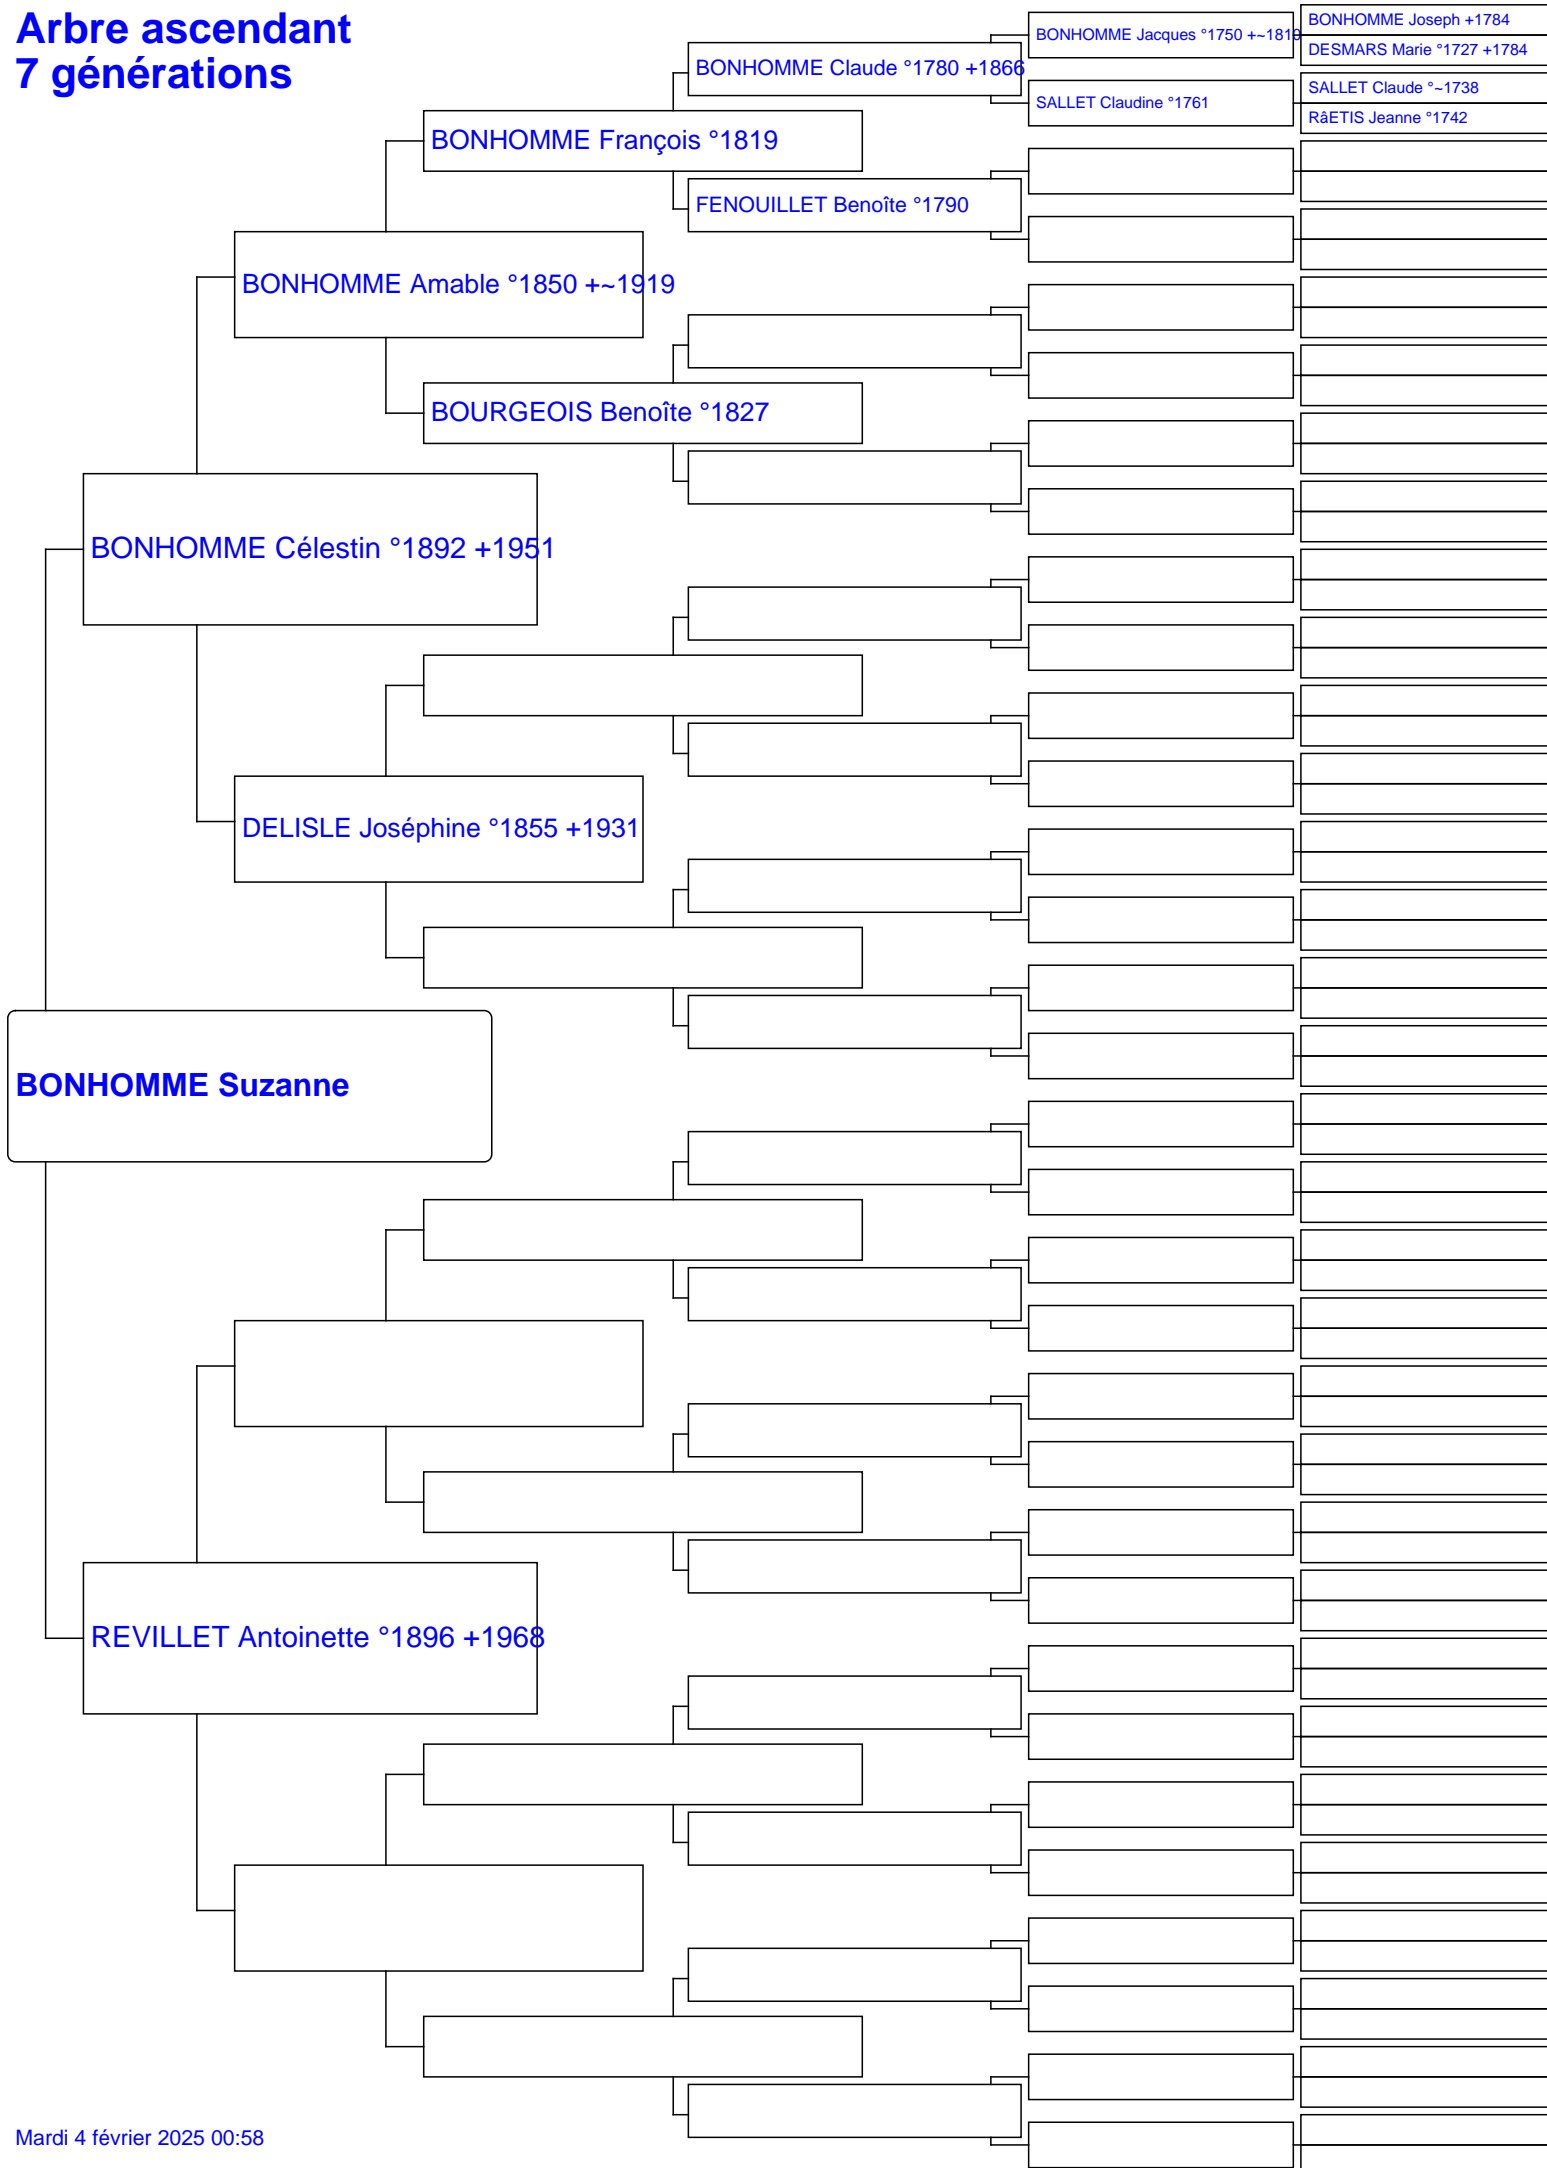 Arbre ascendant
7 générations
BONHOMME Joseph +1784
BONHOMME Jacques °1750 +~1810
DESMARS Marie °1727 +1784
BONHOMME Claude °1780 +1866
SALLET Claude °~1738
SALLET Claudine °1761
RâETIS Jeanne °1742
BONHOMME François °1819
FENOUILLET Benoîte °1790
BONHOMME Amable °1850 +~1919
BOURGEOIS Benoîte °1827
BONHOMME Célestin °1892 +1951
DELISLE Joséphine °1855 +1931
BONHOMME Suzanne
REVILLET Antoinette °1896 +1968
Mardi 4 février 2025 00:58